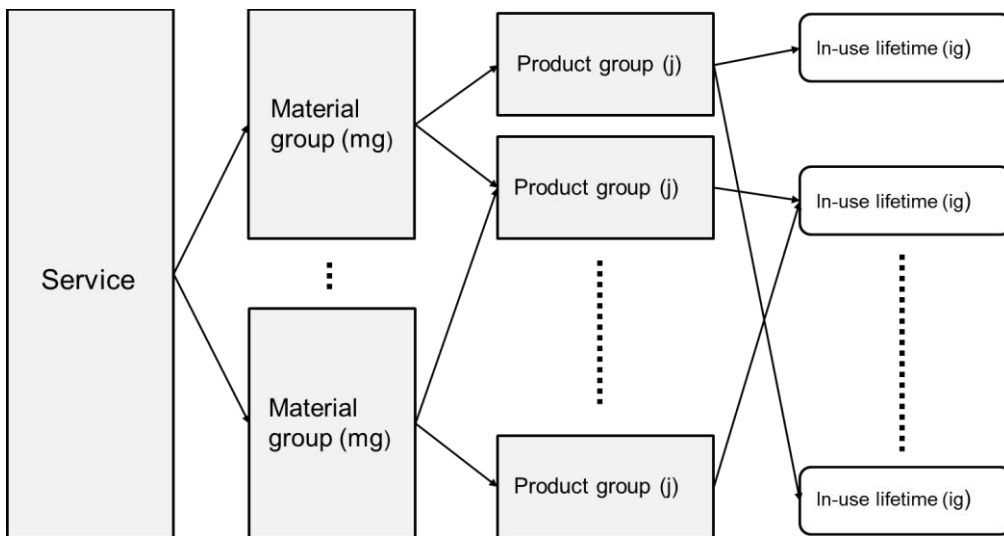 Service
Material
group (mg)
Material
group (mg)
Product group (j)
Product group (j)
Product group (j)
In-use lifetime (ig)
In-use lifetime (ig)
In-use lifetime (ig)